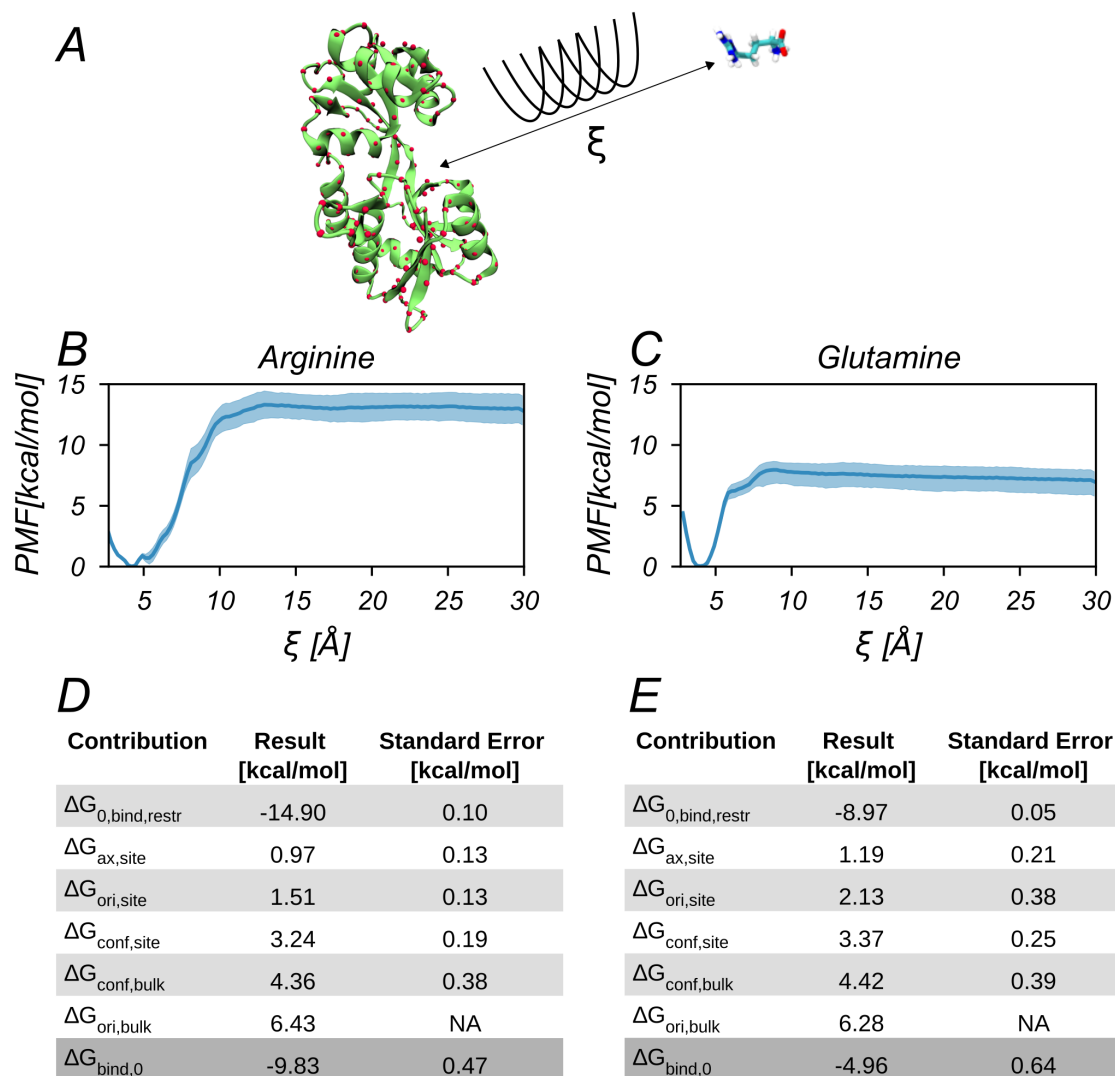 A
ξ
B Arginine
C Glutamine
PMF[kcal/mol]
15
10
5
0
5 10 15 20 25 30
ξ [Å]
PMF[kcal/mol]
15
10
5
0
5 10 15 20 25 30
ξ [Å]
D
Contribution Result Standard Error
[kcal/mol] [kcal/mol]
ΔG0,bind,restr -14.90 0.10
ΔGax,site 0.97 0.13
ΔGori,site 1.51 0.13
ΔGconf,site 3.24 0.19
ΔGconf,bulk 4.36 0.38
ΔGori,bulk 6.43 NA
ΔGbind,0 -9.83 0.47
E
Contribution Result Standard Error
[kcal/mol] [kcal/mol]
ΔG0,bind,restr -8.97 0.05
ΔGax,site 1.19 0.21
ΔGori,site 2.13 0.38
ΔGconf,site 3.37 0.25
ΔGconf,bulk 4.42 0.39
ΔGori,bulk 6.28 NA
ΔGbind,0 -4.96 0.64